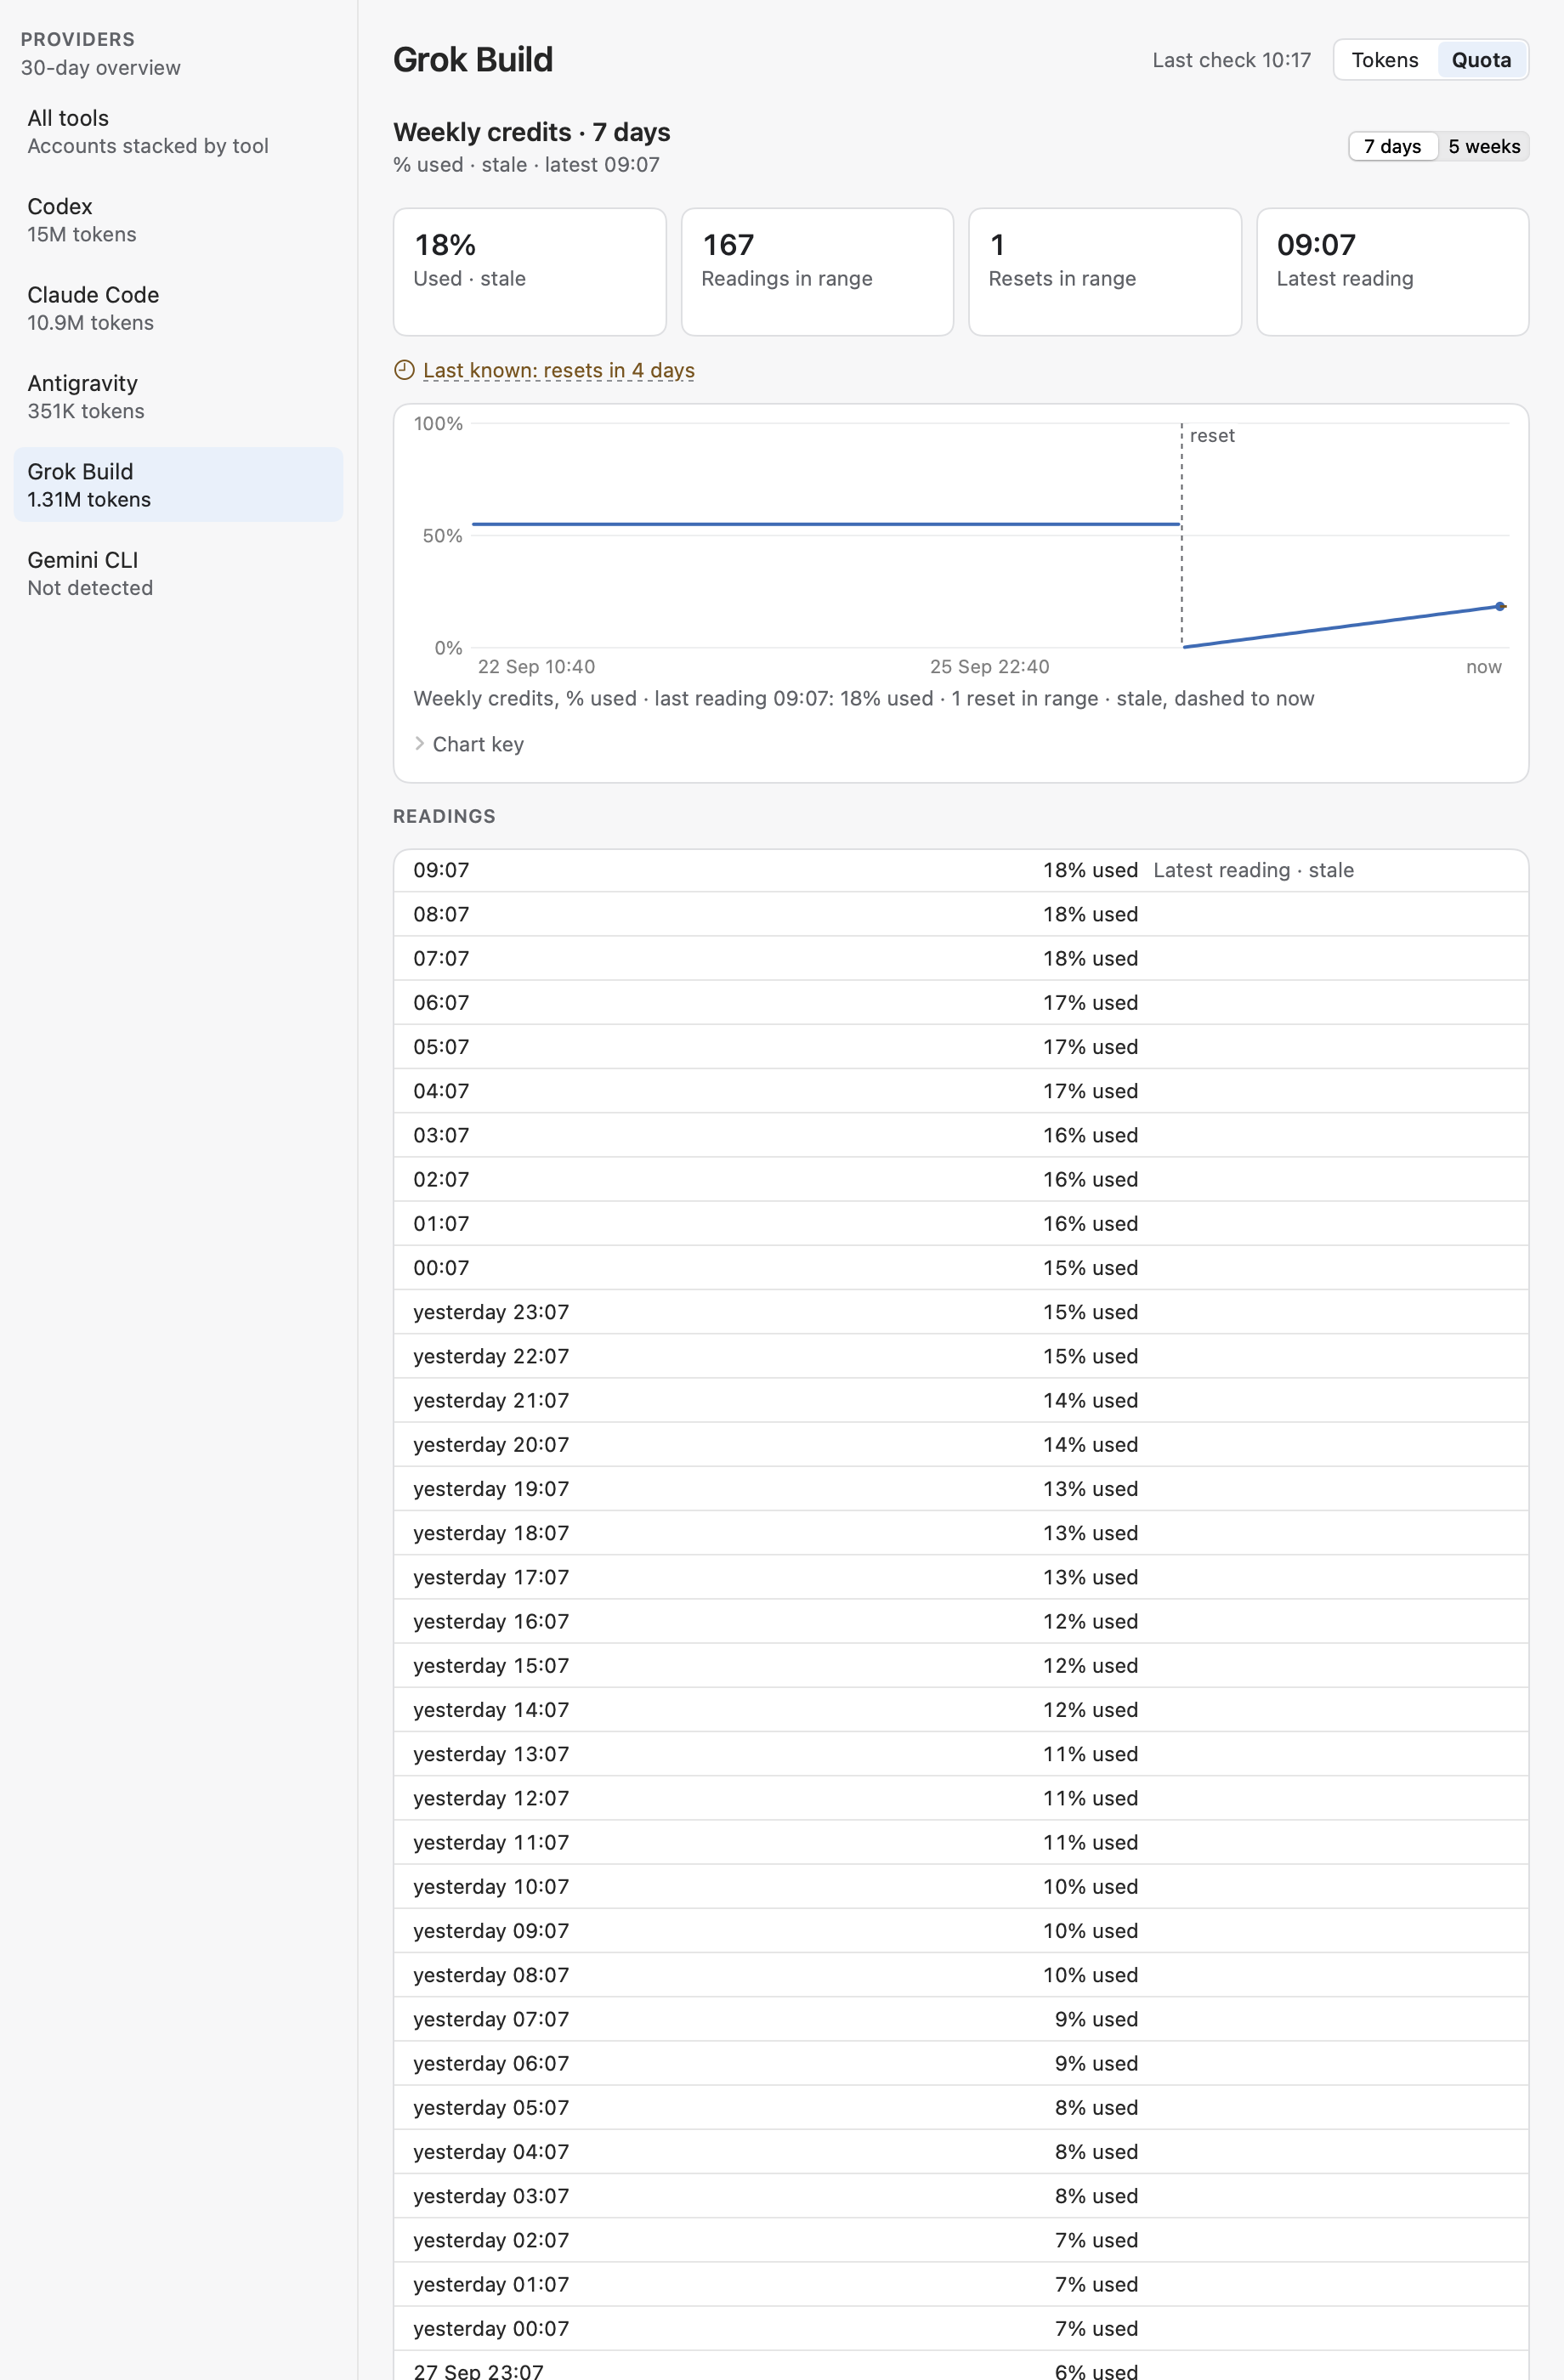 PROVIDERS
30-day overview
All tools
Accounts stacked by tool
Codex
15M tokens
Claude Code
10.9M tokens
Antigravity
351K tokens
Grok Build
1.31M tokens
Gemini CLI
Not detected
Grok Build
Last check 10:17
Tokens
Quota
Weekly credits · 7 days
% used · stale · latest 09:07
7 days
5 weeks
18%
Used · stale
167
Readings in range
1
Resets in range
09:07
Latest reading
Last known: resets in 4 days
100%
reset
50%
0%
22 Sep 10:40
25 Sep 22:40
now
Weekly credits, % used · last reading 09:07: 18% used · 1 reset in range · stale, dashed to now
Chart key
READINGS
09:07 18% used Latest reading · stale
08:07 18% used
07:07 18% used
06:07 17% used
05:07 17% used
04:07 17% used
03:07 16% used
02:07 16% used
01:07 16% used
00:07 15% used
yesterday 23:07 15% used
yesterday 22:07 15% used
yesterday 21:07 14% used
yesterday 20:07 14% used
yesterday 19:07 13% used
yesterday 18:07 13% used
yesterday 17:07 13% used
yesterday 16:07 12% used
yesterday 15:07 12% used
yesterday 14:07 12% used
yesterday 13:07 11% used
yesterday 12:07 11% used
yesterday 11:07 11% used
yesterday 10:07 10% used
yesterday 09:07 10% used
yesterday 08:07 10% used
yesterday 07:07 9% used
yesterday 06:07 9% used
yesterday 05:07 8% used
yesterday 04:07 8% used
yesterday 03:07 8% used
yesterday 02:07 7% used
yesterday 01:07 7% used
yesterday 00:07 7% used
27 Sep 23:07 6% used